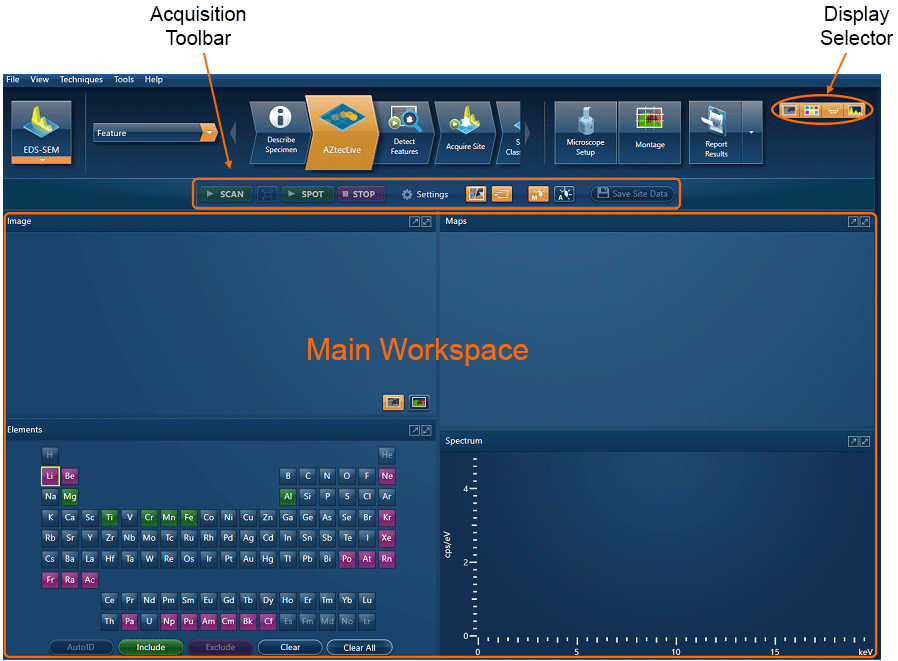 Acquisition
Toolbar
Display
Selector
File View Techniques Tools Help
EDS-SEM
Feature
Describe
Specimen
AZtecLive
Detect
Features
Acquire Site
S
Clas
Microscope
Setup
Montage
Report
Results
SCAN SPOT STOP Settings M A Save Site Data
Image
Maps
Main Workspace
Elements
H He
Li Be B C N O F Ne
Na Mg Al Si P S Cl Ar
K Ca Sc Ti V Cr Mn Fe Co Ni Cu Zn Ga Ge As Se Br Kr
Rb Sr Y Zr Nb Mo Tc Ru Rh Pd Ag Cd In Sn Sb Te I Xe
Cs Ba La Hf Ta W Re Os Ir Pt Au Hg Tl Pb Bi Po At Rn
Fr Ra Ac
Ce Pr Nd Pm Sm Eu Gd Tb Dy Ho Er Tm Yb Lu
Th Pa U Np Pu Am Cm Bk Cf Es Fm Md No Lr
AutoID Include Exclude Clear Clear All
Spectrum
cps/eV
4
2
0
0 5 10 15 keV